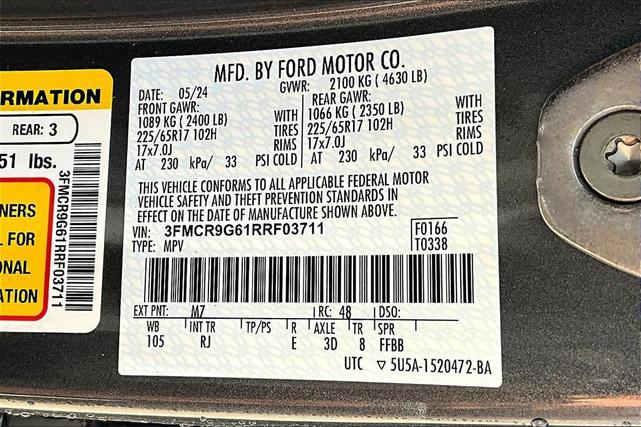 RMATION
REAR: 3
51 lbs.
NERS
L FOR
ONAL
ATION
3FMCR9G61RRF03711
MFD. BY FORD MOTOR CO.
DATE: 05/24 GVWR: 2100 KG ( 4630 LB)
FRONT GAWR: REAR GAWR:
1089 KG ( 2400 LB) WITH 1066 KG ( 2350 LB) WITH
225/65R17 102H TIRES 225/65R17 102H TIRES
17x7.0J RIMS 17x7.0J RIMS
AT 230 kPa/ 33 PSI COLD AT 230 kPa/ 33 PSI COLD
THIS VEHICLE CONFORMS TO ALL APPLICABLE FEDERAL MOTOR
VEHICLE SAFETY AND THEFT PREVENTION STANDARDS IN
EFFECT ON THE DATE OF MANUFACTURE SHOWN ABOVE.
VIN: 3FMCR9G61RRF03711 F0166
TYPE: MPV T0338
EXT PNT: M7 RC: 48 DSO:
WB INT TR TP/PS R AXLE TR SPR
105 RJ E 3D 8 FFBB
UTC ▽ 5U5A-1520472-BA